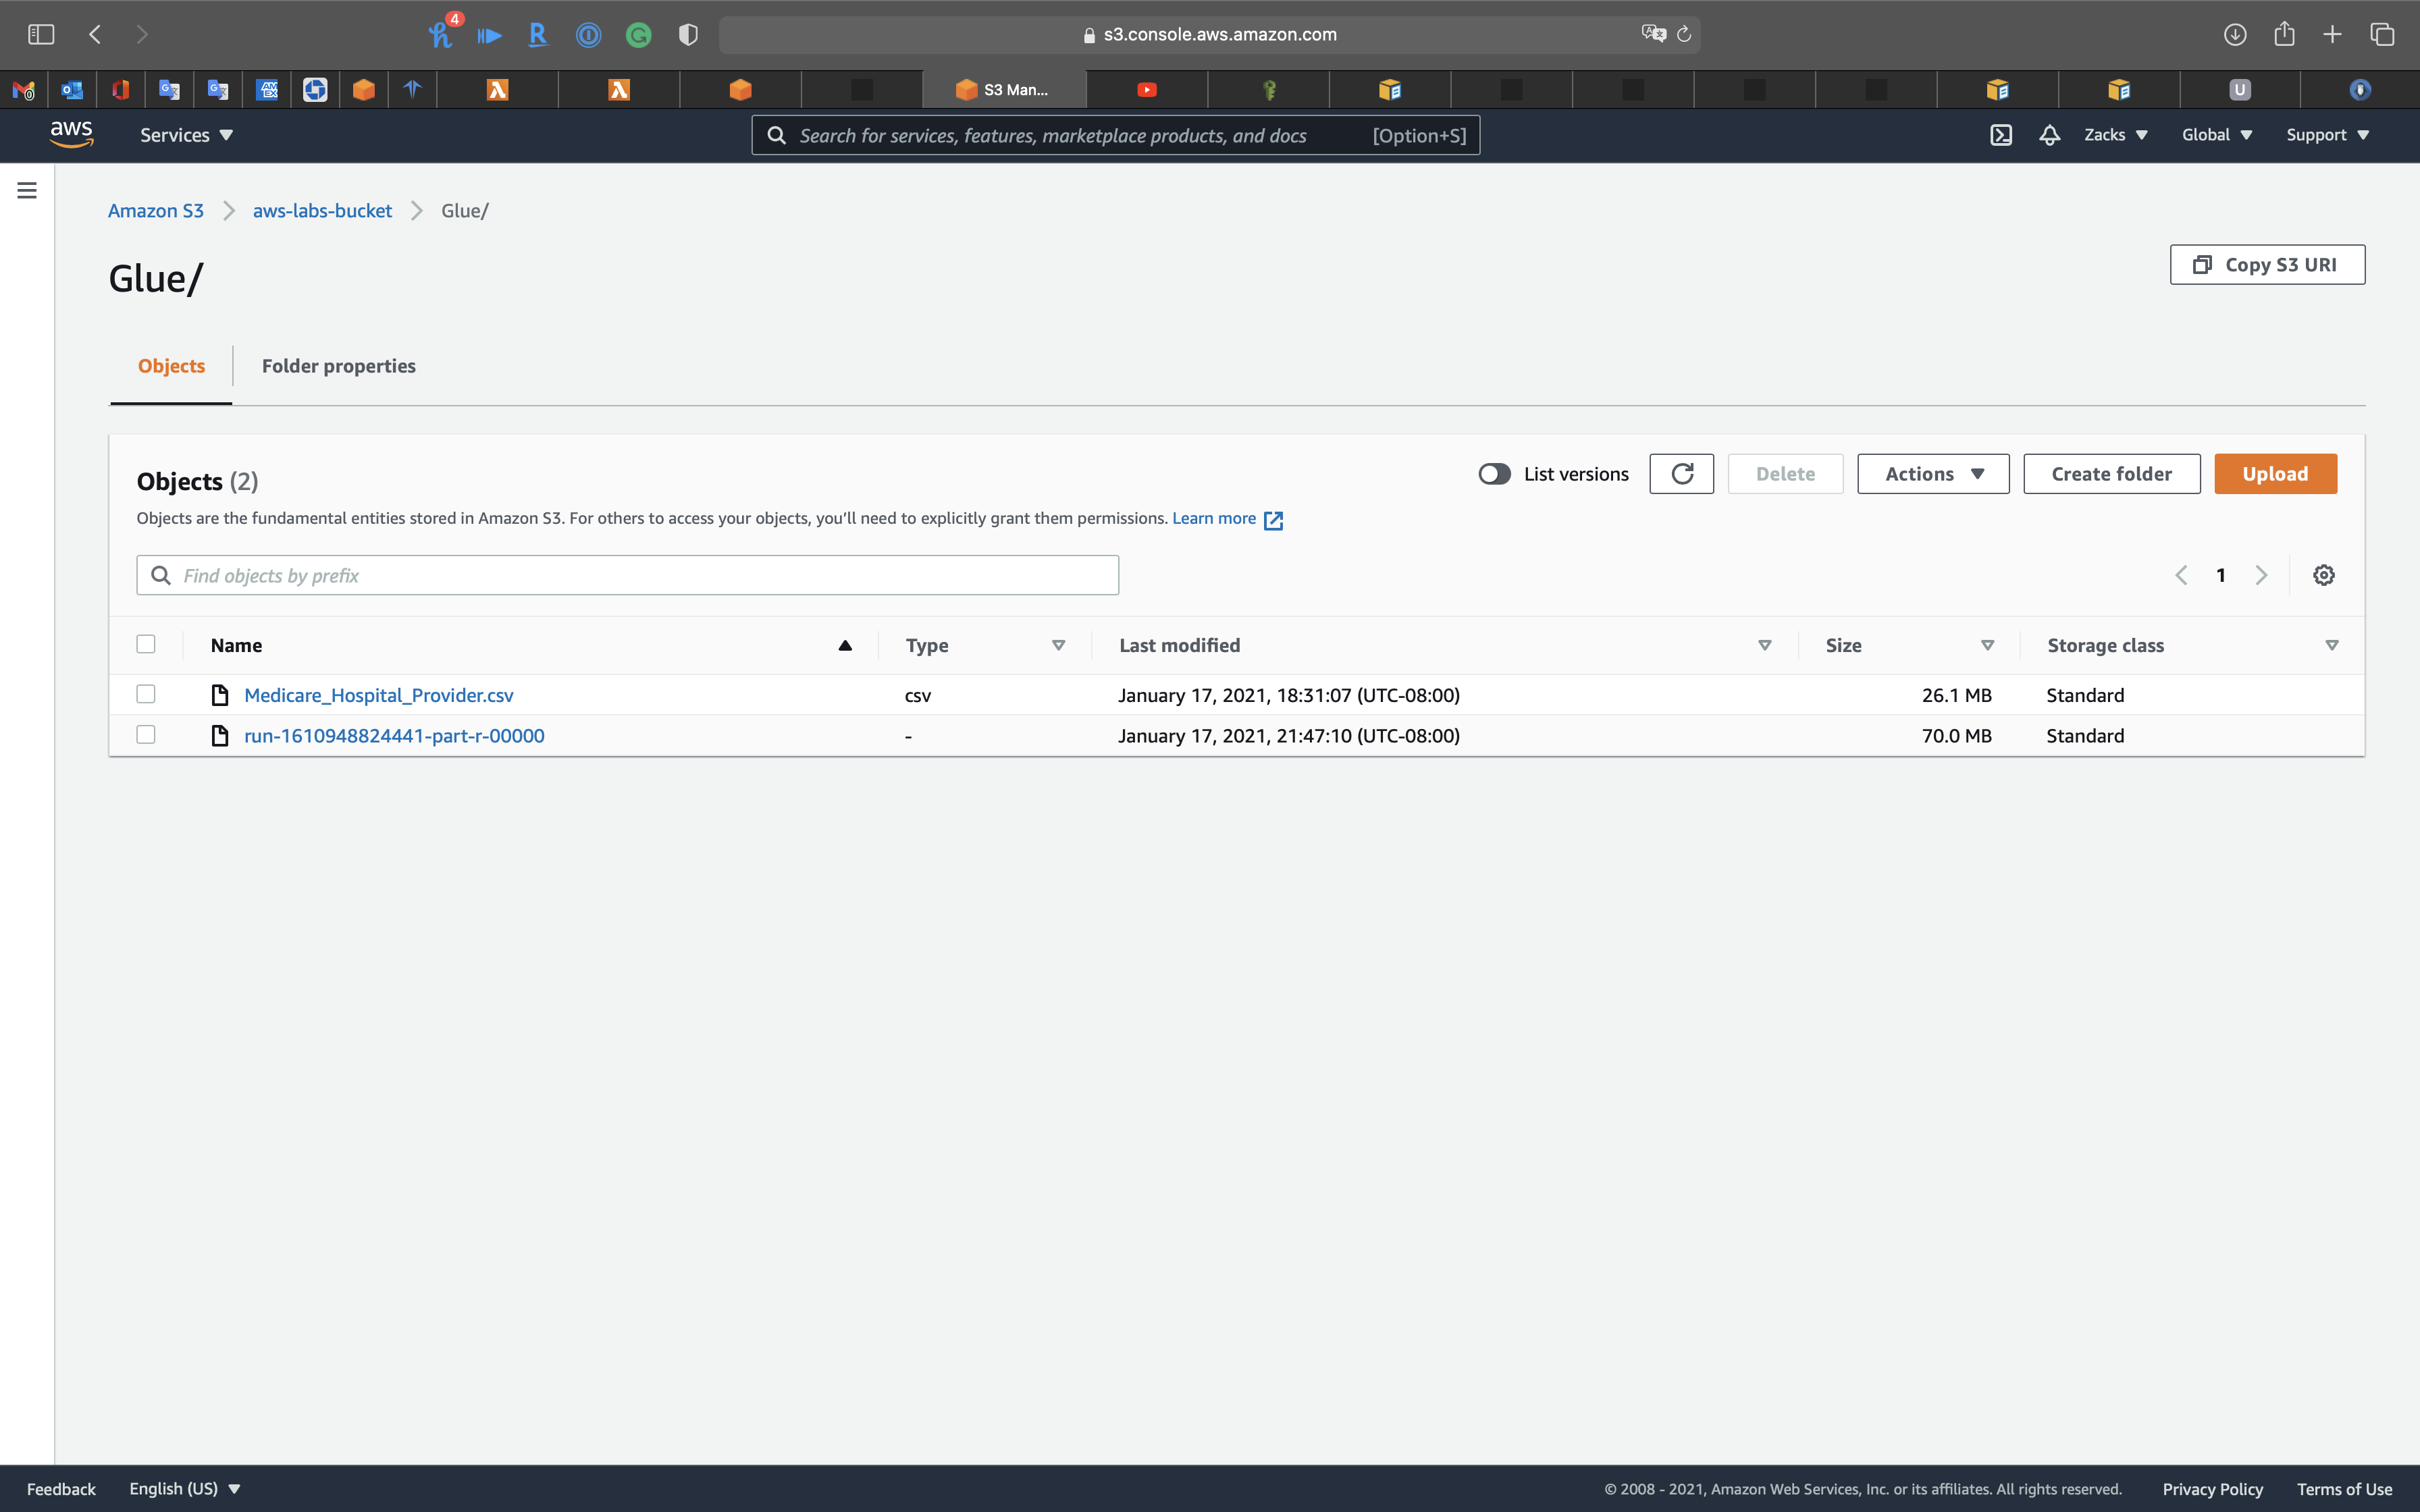 4
s3.console.aws.amazon.com
S3 Man...
U
aws
Services
Search for services, features, marketplace products, and docs [Option+S]
Zacks
Global
Support
Amazon S3
aws-labs-bucket
Glue/
Glue/
Copy S3 URI
Objects
Folder properties
Objects (2)
List versions
Delete
Actions
Create folder
Upload
Objects are the fundamental entities stored in Amazon S3. For others to access your objects, you’ll need to explicitly grant them permissions. Learn more
Find objects by prefix
1
Name Type Last modified Size Storage class
Medicare_Hospital_Provider.csv csv January 17, 2021, 18:31:07 (UTC-08:00) 26.1 MB Standard
run-1610948824441-part-r-00000 - January 17, 2021, 21:47:10 (UTC-08:00) 70.0 MB Standard
Feedback English (US) © 2008 - 2021, Amazon Web Services, Inc. or its affiliates. All rights reserved. Privacy Policy Terms of Use